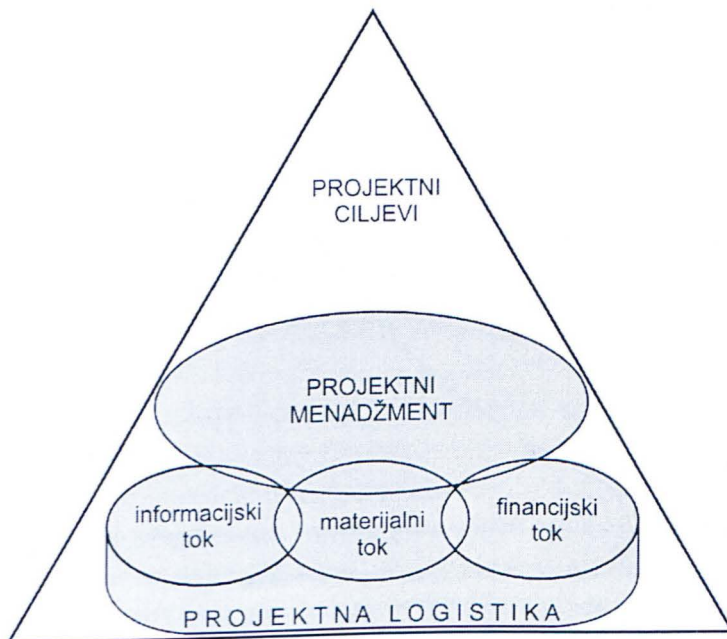 PROJEKTNI
CILJEVI
PROJEKTNI
MENADŽMENT
informacijski
tok
materijalni
tok
financijski
tok
PROJEKTNA LOGISTIKA